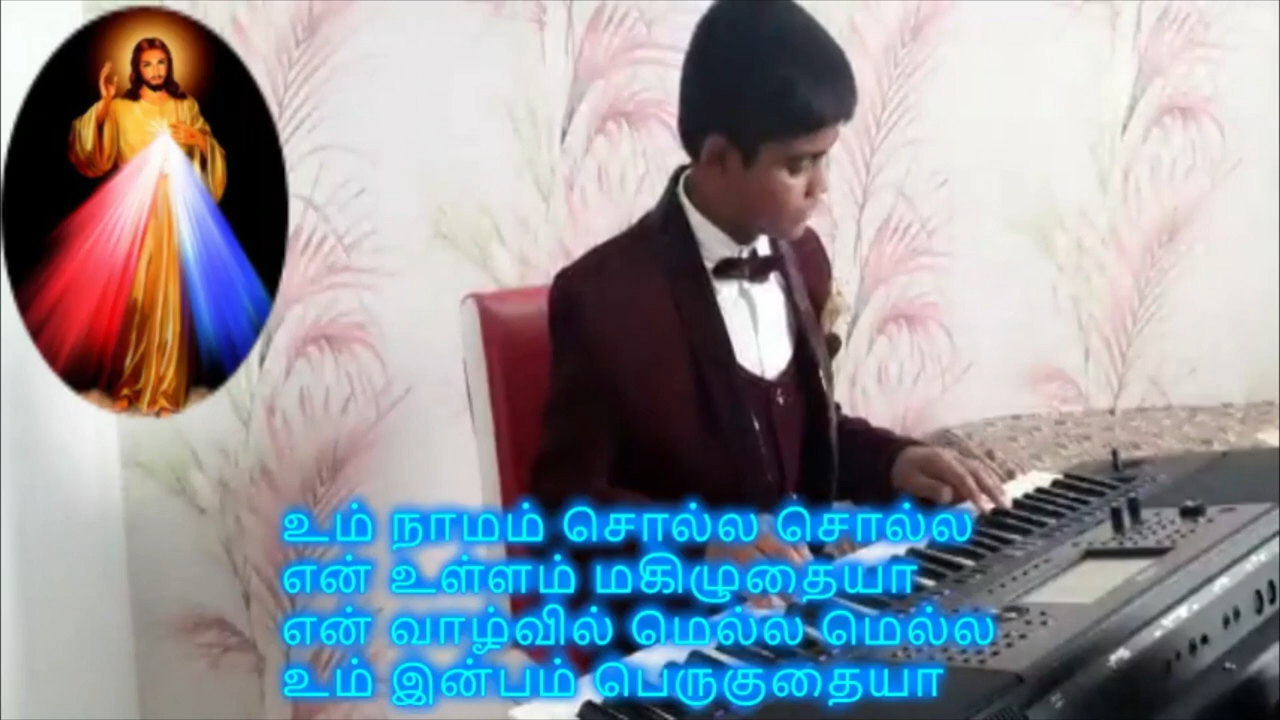 உம் நாமம் சொல்ல சொல்ல
என் உள்ளம் மகிழுதையா
என் வாழ்வில் மெல்ல மெல்ல
உம் இன்பம் பெருகுதையா